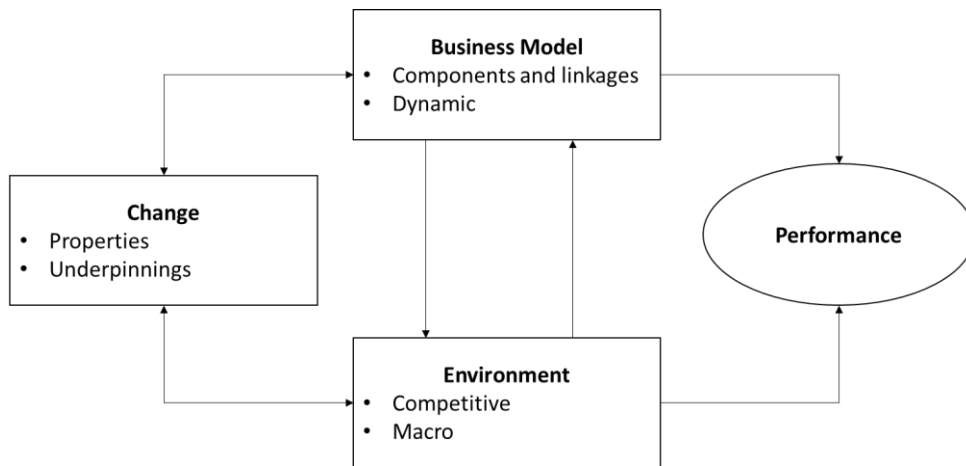 Business Model
• Components and linkages
• Dynamic
Change
• Properties
• Underpinnings
Performance
Environment
• Competitive
• Macro